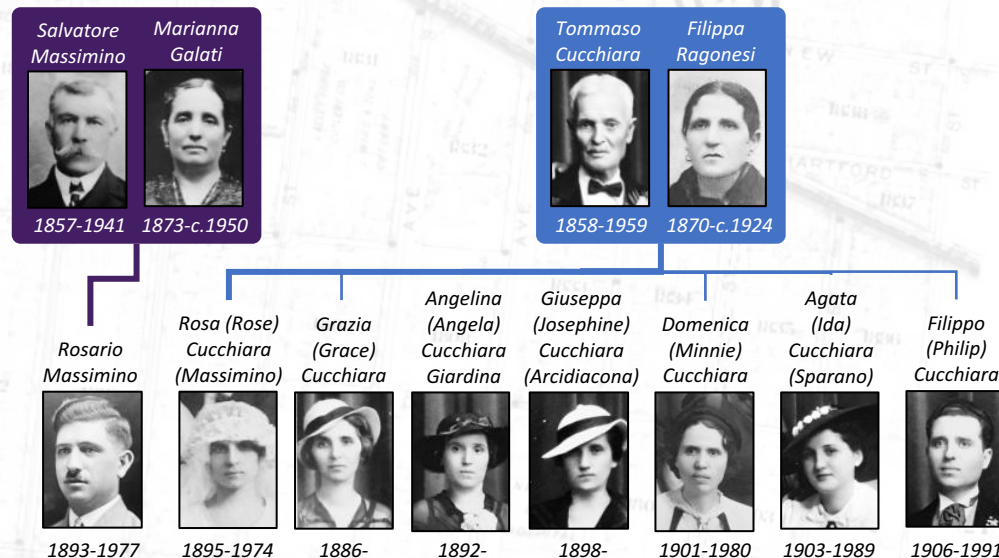 Salvatore
Massimino
Marianna
Galati
Tommaso
Cucchiara
Filippa
Ragonesi
1857-1941
1873-c.1950
1858-1959
1870-c.1924
Rosario
Massimino
Rosa (Rose)
Cucchiara
(Massimino)
Grazia
(Grace)
Cucchiara
Angelina
(Angela)
Cucchiara
Giardina
Giuseppa
(Josephine)
Cucchiara
(Arcidiacona)
Domenica
(Minnie)
Cucchiara
Agata
(Ida)
Cucchiara
(Sparano)
Filippo
(Philip)
Cucchiara
1893-1977
1895-1974
1886-
1892-
1898-
1901-1980
1903-1989
1906-1991